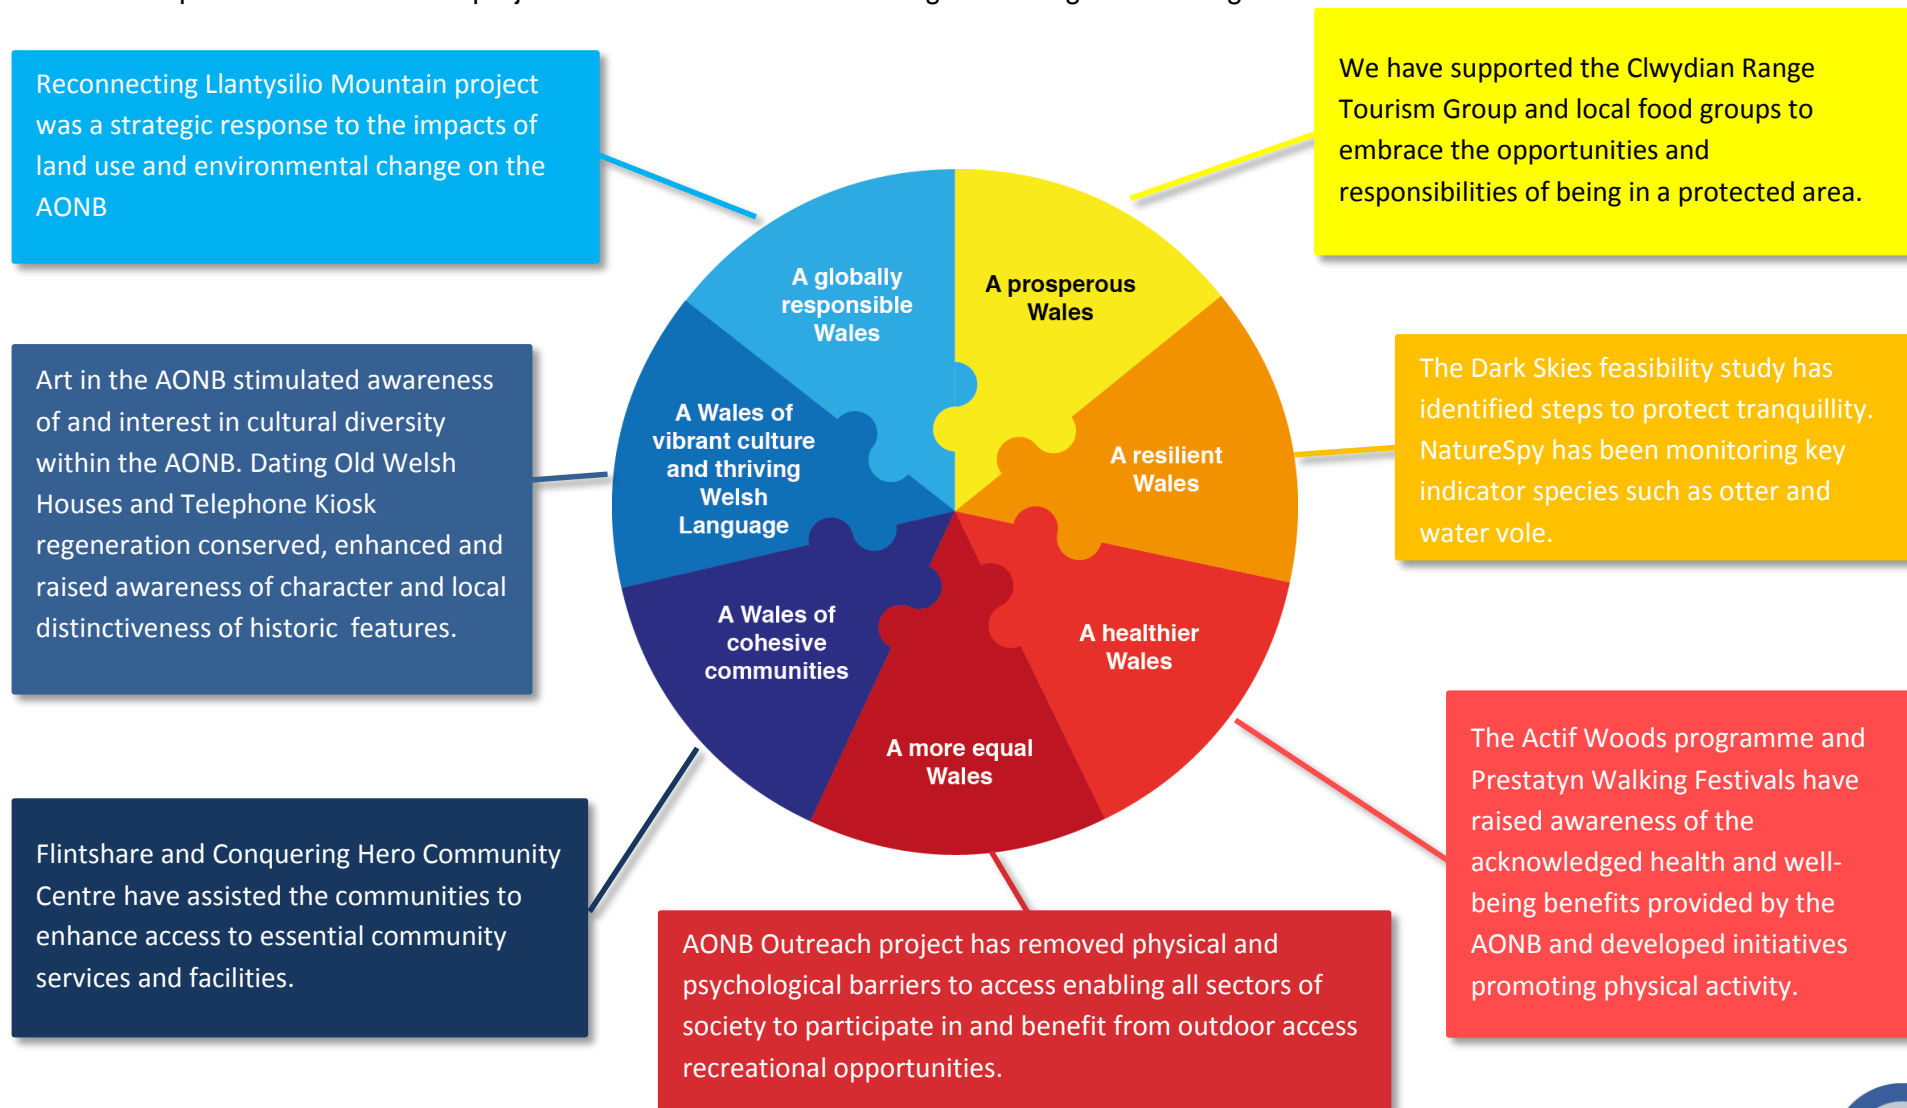 Reconnecting Llantysilio Mountain project
was a strategic response to the impacts of
land use and environmental change on the
AONB
We have supported the Clwydian Range
Tourism Group and local food groups to
embrace the opportunities and
responsibilities of being in a protected area.
A globally
responsible
Wales
A prosperous
Wales
Art in the AONB stimulated awareness
of and interest in cultural diversity
within the AONB. Dating Old Welsh
Houses and Telephone Kiosk
regeneration conserved, enhanced and
raised awareness of character and local
distinctiveness of historic features.
A Wales of
vibrant culture
and thriving
Welsh
Language
A resilient
Wales
The Dark Skies feasibility study has
identified steps to protect tranquillity.
NatureSpy has been monitoring key
indicator species such as otter and
water vole.
A Wales of
cohesive
communities
A healthier
Wales
A more equal
Wales
Flintshare and Conquering Hero Community
Centre have assisted the communities to
enhance access to essential community
services and facilities.
AONB Outreach project has removed physical and
psychological barriers to access enabling all sectors of
society to participate in and benefit from outdoor access
recreational opportunities.
The Actif Woods programme and
Prestatyn Walking Festivals have
raised awareness of the
acknowledged health and well-
being benefits provided by the
AONB and developed initiatives
promoting physical activity.